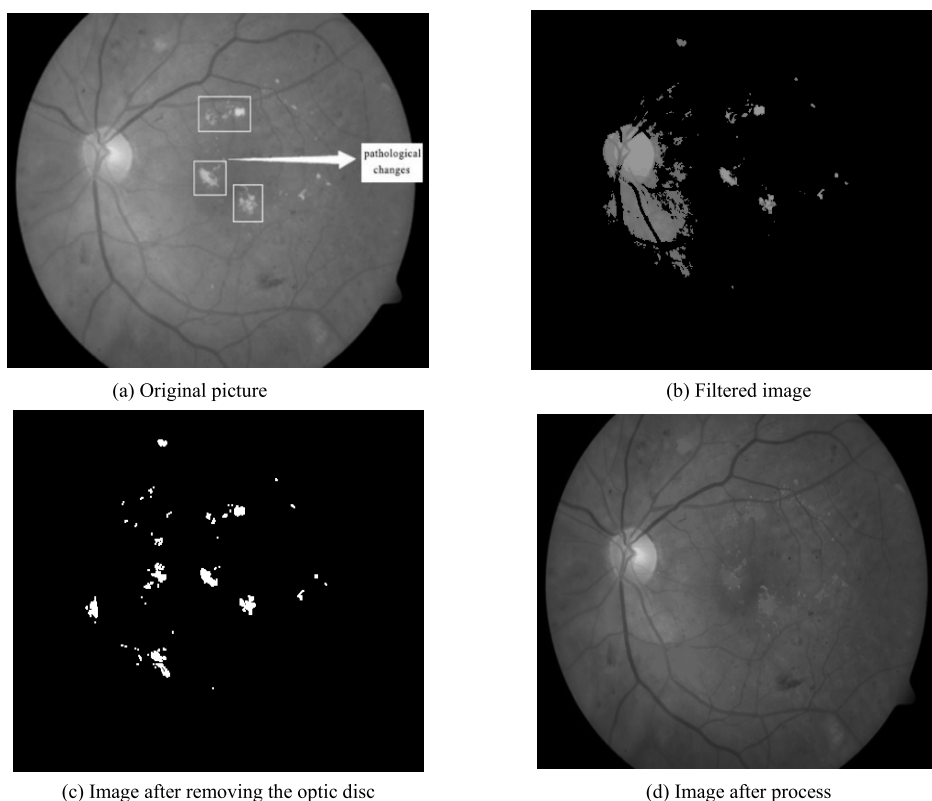 pathological
changes
(a) Original picture
(b) Filtered image
(c) Image after removing the optic disc
(d) Image after process